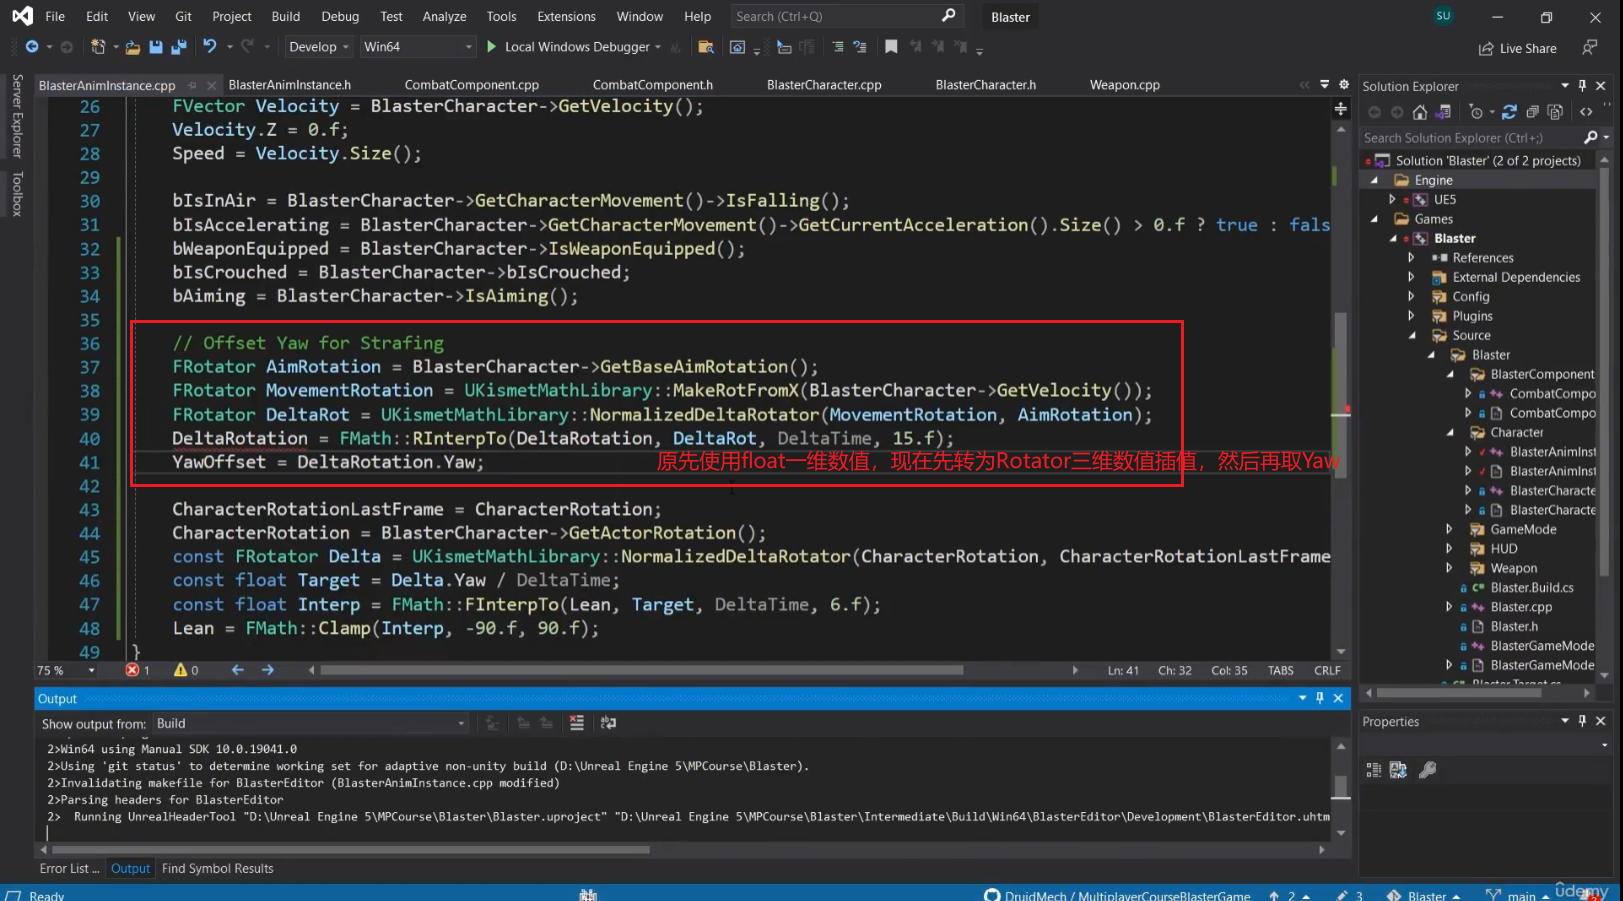 File Edit View Git Project Build Debug Test Analyze Tools Extensions Window Help Search (Ctrl+Q) Blaster SU
Develop Win64 Local Windows Debugger Live Share
Server Explorer
Toolbox
BlasterAnimInstance.cpp BlasterAnimInstance.h CombatComponent.cpp CombatComponent.h BlasterCharacter.cpp BlasterCharacter.h Weapon.cpp
26 FVector Velocity = BlasterCharacter->GetVelocity();
27 Velocity.Z = 0.f;
28 Speed = Velocity.Size();
29
30 bIsInAir = BlasterCharacter->GetCharacterMovement()->IsFalling();
31 bIsAccelerating = BlasterCharacter->GetCharacterMovement()->GetCurrentAcceleration().Size() > 0.f ? true : fals
32 bWeaponEquipped = BlasterCharacter->IsWeaponEquipped();
33 bIsCrouched = BlasterCharacter->bIsCrouched;
34 bAiming = BlasterCharacter->IsAiming();
35
36 // Offset Yaw for Strafing
37 FRotator AimRotation = BlasterCharacter->GetBaseAimRotation();
38 FRotator MovementRotation = UKismetMathLibrary::MakeRotFromX(BlasterCharacter->GetVelocity());
39 FRotator DeltaRot = UKismetMathLibrary::NormalizedDeltaRotator(MovementRotation, AimRotation);
40 DeltaRotation = FMath::RInterpTo(DeltaRotation, DeltaRot, DeltaTime, 15.f);
41 YawOffset = DeltaRotation.Yaw;
原先使用float一维数值，现在先转为Rotator三维数值插值，然后再取Yaw
42
43 CharacterRotationLastFrame = CharacterRotation;
44 CharacterRotation = BlasterCharacter->GetActorRotation();
45 const FRotator Delta = UKismetMathLibrary::NormalizedDeltaRotator(CharacterRotation, CharacterRotationLastFrame
46 const float Target = Delta.Yaw / DeltaTime;
47 const float Interp = FMath::FInterpTo(Lean, Target, DeltaTime, 6.f);
48 Lean = FMath::Clamp(Interp, -90.f, 90.f);
49 }
75 % 1 0 Ln: 41 Ch: 32 Col: 35 TABS CRLF
Output
Show output from: Build
2>Win64 using Manual SDK 10.0.19041.0
2>Using 'git status' to determine working set for adaptive non-unity build (D:\Unreal Engine 5\MPCourse\Blaster).
2>Invalidating makefile for BlasterEditor (BlasterAnimInstance.cpp modified)
2>Parsing headers for BlasterEditor
2> Running UnrealHeaderTool "D:\Unreal Engine 5\MPCourse\Blaster\Blaster.uproject" "D:\Unreal Engine 5\MPCourse\Blaster\Intermediate\Build\Win64\BlasterEditor\Development\BlasterEditor.uhtm
Error List ... Output Find Symbol Results
Solution Explorer
Search Solution Explorer (Ctrl+;)
Solution 'Blaster' (2 of 2 projects)
Engine
UE5
Games
Blaster
References
External Dependencies
Config
Plugins
Source
Blaster
BlasterComponent
CombatCompo
CombatCompo
Character
BlasterAnimInst
BlasterAnimInst
BlasterCharacte
BlasterCharacte
GameMode
HUD
Weapon
Blaster.Build.cs
Blaster.cpp
Blaster.h
BlasterGameMode
BlasterGameMode
Blaster.Target.cs
Properties
Ready DruidMech / MultiplayerCourseBlasterGame 2 3 Blaster main
udemy